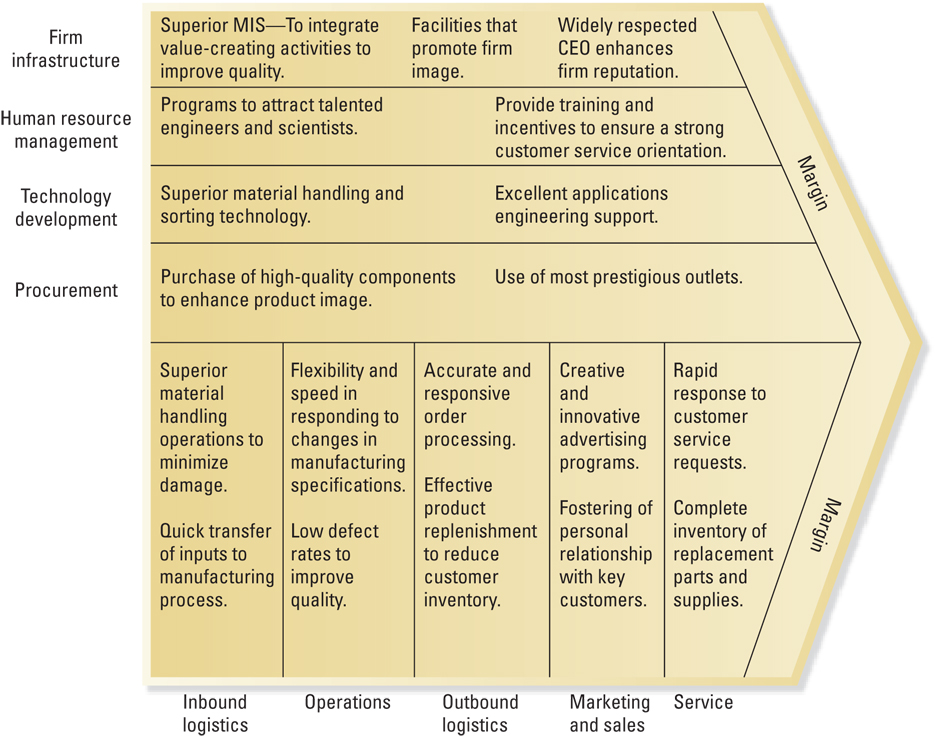 Firm
infrastructure
Superior MIS—To integrate
value-creating activities to
improve quality.
Facilities that
promote firm
image.
Widely respected
CEO enhances
firm reputation.
Human resource
management
Programs to attract talented
engineers and scientists.
Provide training and
incentives to ensure a strong
customer service orientation.
Technology
development
Superior material handling and
sorting technology.
Excellent applications
engineering support.
Procurement
Purchase of high-quality components
to enhance product image.
Use of most prestigious outlets.
Margin
Superior
material
handling
operations to
minimize
damage.
Quick transfer
of inputs to
manufacturing
process.
Flexibility and
speed in
responding to
changes in
manufacturing
specifications.
Low defect
rates to
improve
quality.
Accurate and
responsive
order
processing.
Effective
product
replenishment
to reduce
customer
inventory.
Creative
and
innovative
advertising
programs.
Fostering of
personal
relationship
with key
customers.
Rapid
response to
customer
service
requests.
Complete
inventory of
replacement
parts and
supplies.
Margin
Inbound
logistics
Operations
Outbound
logistics
Marketing
and sales
Service